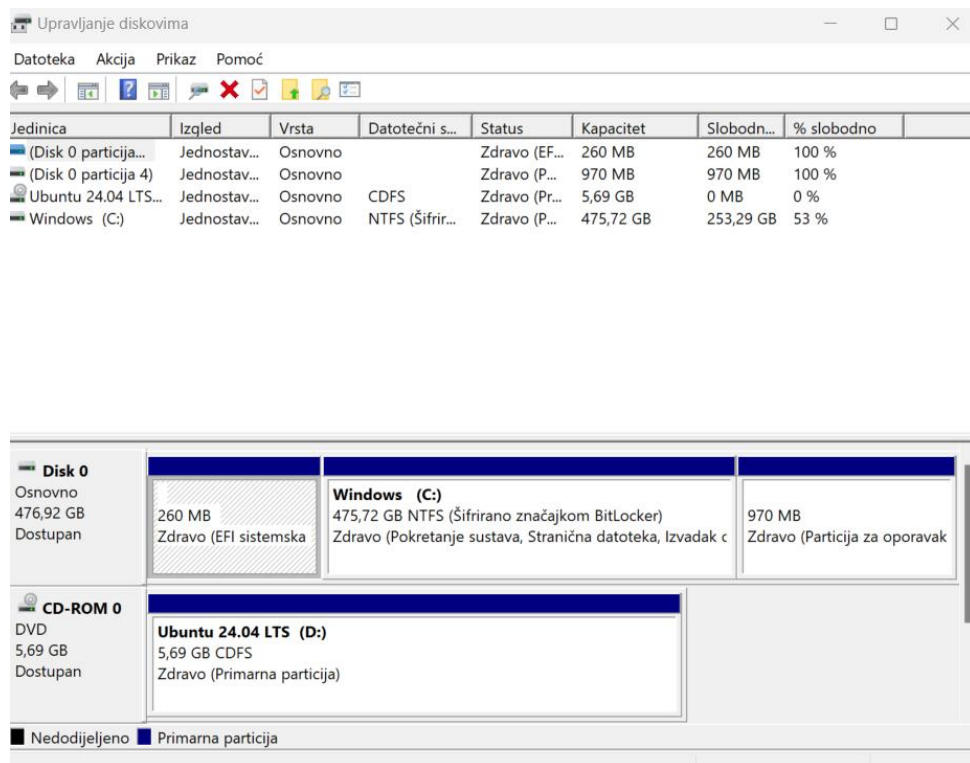 Upravljanje diskovima
Datoteka Akcija Prikaz Pomoć
Jedinica Izgled Vrsta Datotečni s... Status Kapacitet Slobodn... % slobodno
(Disk 0 particija... Jednostav... Osnovno Zdravo (EF... 260 MB 260 MB 100 %
(Disk 0 particija 4) Jednostav... Osnovno Zdravo (P... 970 MB 970 MB 100 %
Ubuntu 24.04 LTS... Jednostav... Osnovno CDFS Zdravo (Pr... 5,69 GB 0 MB 0 %
Windows (C:) Jednostav... Osnovno NTFS (Šifrir... Zdravo (P... 475,72 GB 253,29 GB 53 %
Disk 0
Osnovno
476,92 GB
Dostupan
260 MB
Zdravo (EFI sistemska
Windows (C:)
475,72 GB NTFS (Šifrirano značajkom BitLocker)
Zdravo (Pokretanje sustava, Stranična datoteka, Izvadak c
970 MB
Zdravo (Particija za oporavak
CD-ROM 0
DVD
5,69 GB
Dostupan
Ubuntu 24.04 LTS (D:)
5,69 GB CDFS
Zdravo (Primarna particija)
Nedodijeljeno Primarna particija